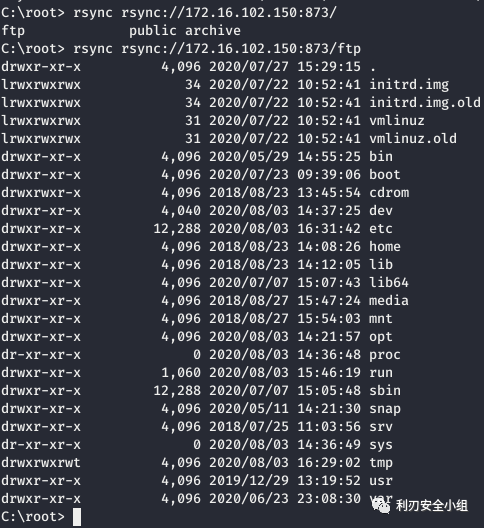 C:\root> rsync rsync://172.16.102.150:873/
ftp             public archive
C:\root> rsync rsync://172.16.102.150:873/ftp
drwxr-xr-x          4,096 2020/07/27 15:29:15 .
lrwxrwxrwx             34 2020/07/22 10:52:41 initrd.img
lrwxrwxrwx             34 2020/07/22 10:52:41 initrd.img.old
lrwxrwxrwx             31 2020/07/22 10:52:41 vmlinuz
lrwxrwxrwx             31 2020/07/22 10:52:41 vmlinuz.old
drwxr-xr-x          4,096 2020/05/29 14:55:25 bin
drwxr-xr-x          4,096 2020/07/23 09:39:06 boot
drwxrwxr-x          4,096 2018/08/23 13:45:54 cdrom
drwxr-xr-x          4,040 2020/08/03 14:37:25 dev
drwxr-xr-x         12,288 2020/08/03 16:31:42 etc
drwxr-xr-x          4,096 2018/08/23 14:08:26 home
drwxr-xr-x          4,096 2018/08/23 14:12:05 lib
drwxr-xr-x          4,096 2020/07/07 15:07:43 lib64
drwxr-xr-x          4,096 2018/08/27 15:47:24 media
drwxr-xr-x          4,096 2018/08/27 15:54:03 mnt
drwxr-xr-x          4,096 2020/08/03 14:21:57 opt
dr-xr-xr-x              0 2020/08/03 14:36:48 proc
drwxr-xr-x          1,060 2020/08/03 15:46:19 run
drwxr-xr-x         12,288 2020/07/07 15:05:48 sbin
drwxr-xr-x          4,096 2020/05/11 14:21:30 snap
drwxr-xr-x          4,096 2018/07/25 11:03:56 srv
dr-xr-xr-x              0 2020/08/03 14:36:49 sys
drwxrwxrwt          4,096 2020/08/03 16:29:02 tmp
drwxr-xr-x          4,096 2019/12/29 13:19:52 usr
drwxr-xr-x          4,096 2020/06/23 23:08:30 var
利刃安全小组
C:\root>